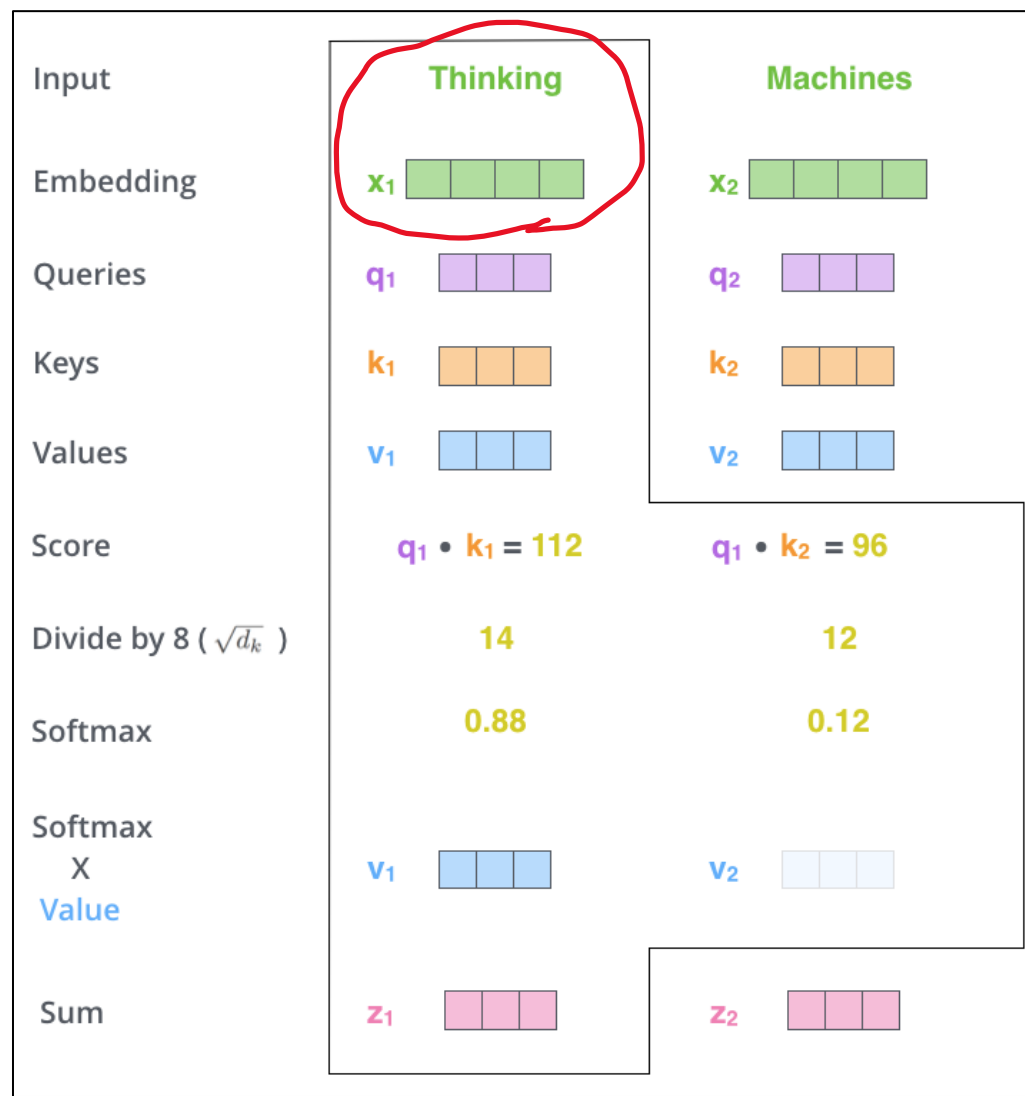 Input Thinking Machines
Embedding x₁ x₂
Queries q₁ q₂
Keys k₁ k₂
Values v₁ v₂
Score q₁ • k₁ = 112 q₁ • k₂ = 96
Divide by 8 ( √dₖ ) 14 12
Softmax 0.88 0.12
Softmax
X v₁ v₂
Value
Sum z₁ z₂